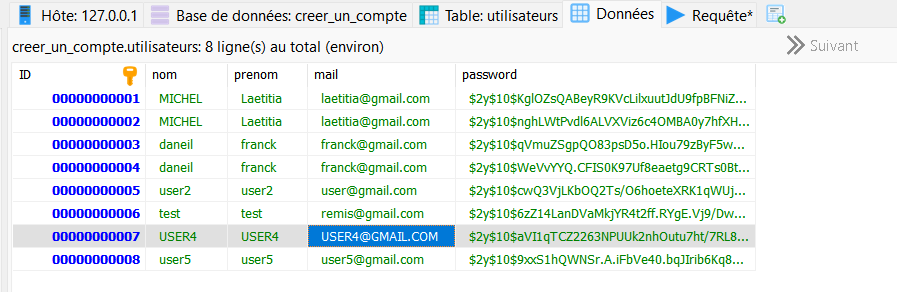 Hôte: 127.0.0.1 Base de données: creer_un_compte Table: utilisateurs Données Requête*
creer_un_compte.utilisateurs: 8 ligne(s) au total (environ) Suivant
ID nom prenom mail password
00000000001 MICHEL Laetitia laetitia@gmail.com $2y$10$KglOZsQABeyR9KVcLilxuutJdU9fpBFNiZ...
00000000002 MICHEL Laetitia laetitia@gmail.com $2y$10$nghLWtPvdl6ALVXViz6c4OMBA0y7hfXH...
00000000003 daneil franck franck@gmail.com $2y$10$qVmuZSgpQO83psD5o.HIou79zByF5w...
00000000004 daneil franck franck@gmail.com $2y$10$WeVvYYQ.CFIS0K97Uf8eaetg9CRTs0Bt...
00000000005 user2 user2 user@gmail.com $2y$10$cwQ3VjLKbOQ2Ts/O6hoeteXRK1qWUj...
00000000006 test test remis@gmail.com $2y$10$6zZ14LanDVaMkjYR4t2ff.RYgE.Vj9/Dw...
00000000007 USER4 USER4 USER4@GMAIL.COM $2y$10$aVI1qTCZ2263NPUUk2nhOutu7ht/7RL8...
00000000008 user5 user5 user5@gmail.com $2y$10$9xxS1hQWNSr.A.iFbVe40.bqJIrib6Kq8...